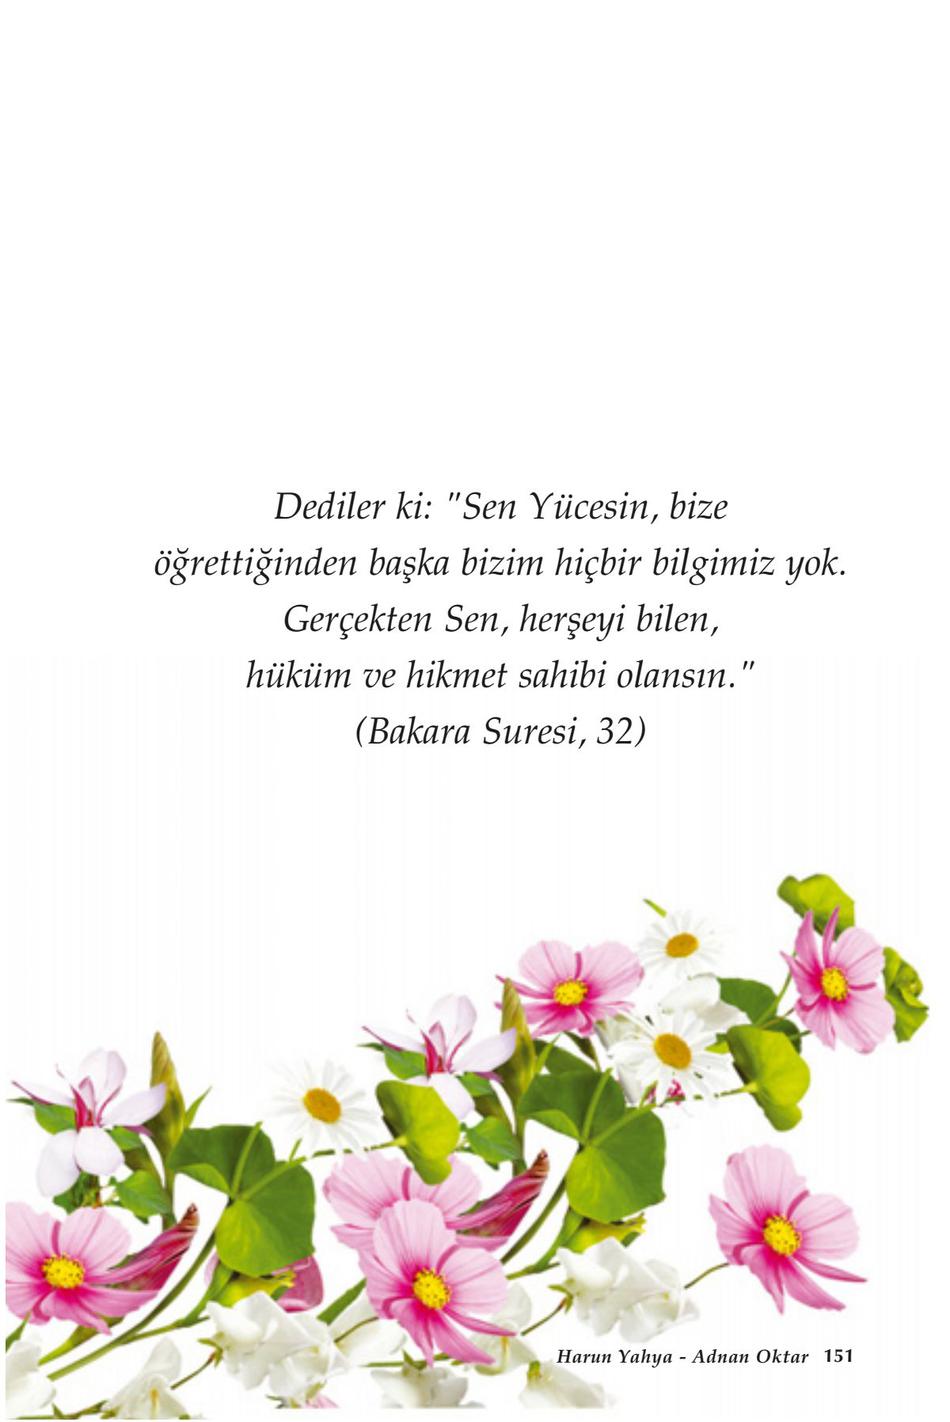 Dediler ki: "Sen Yücesin, bize
öğrettiğinden başka bizim hiçbir bilgimiz yok.
Gerçekten Sen, herşeyi bilen,
hüküm ve hikmet sahibi olansın."
(Bakara Suresi, 32)
Harun Yahya - Adnan Oktar 151